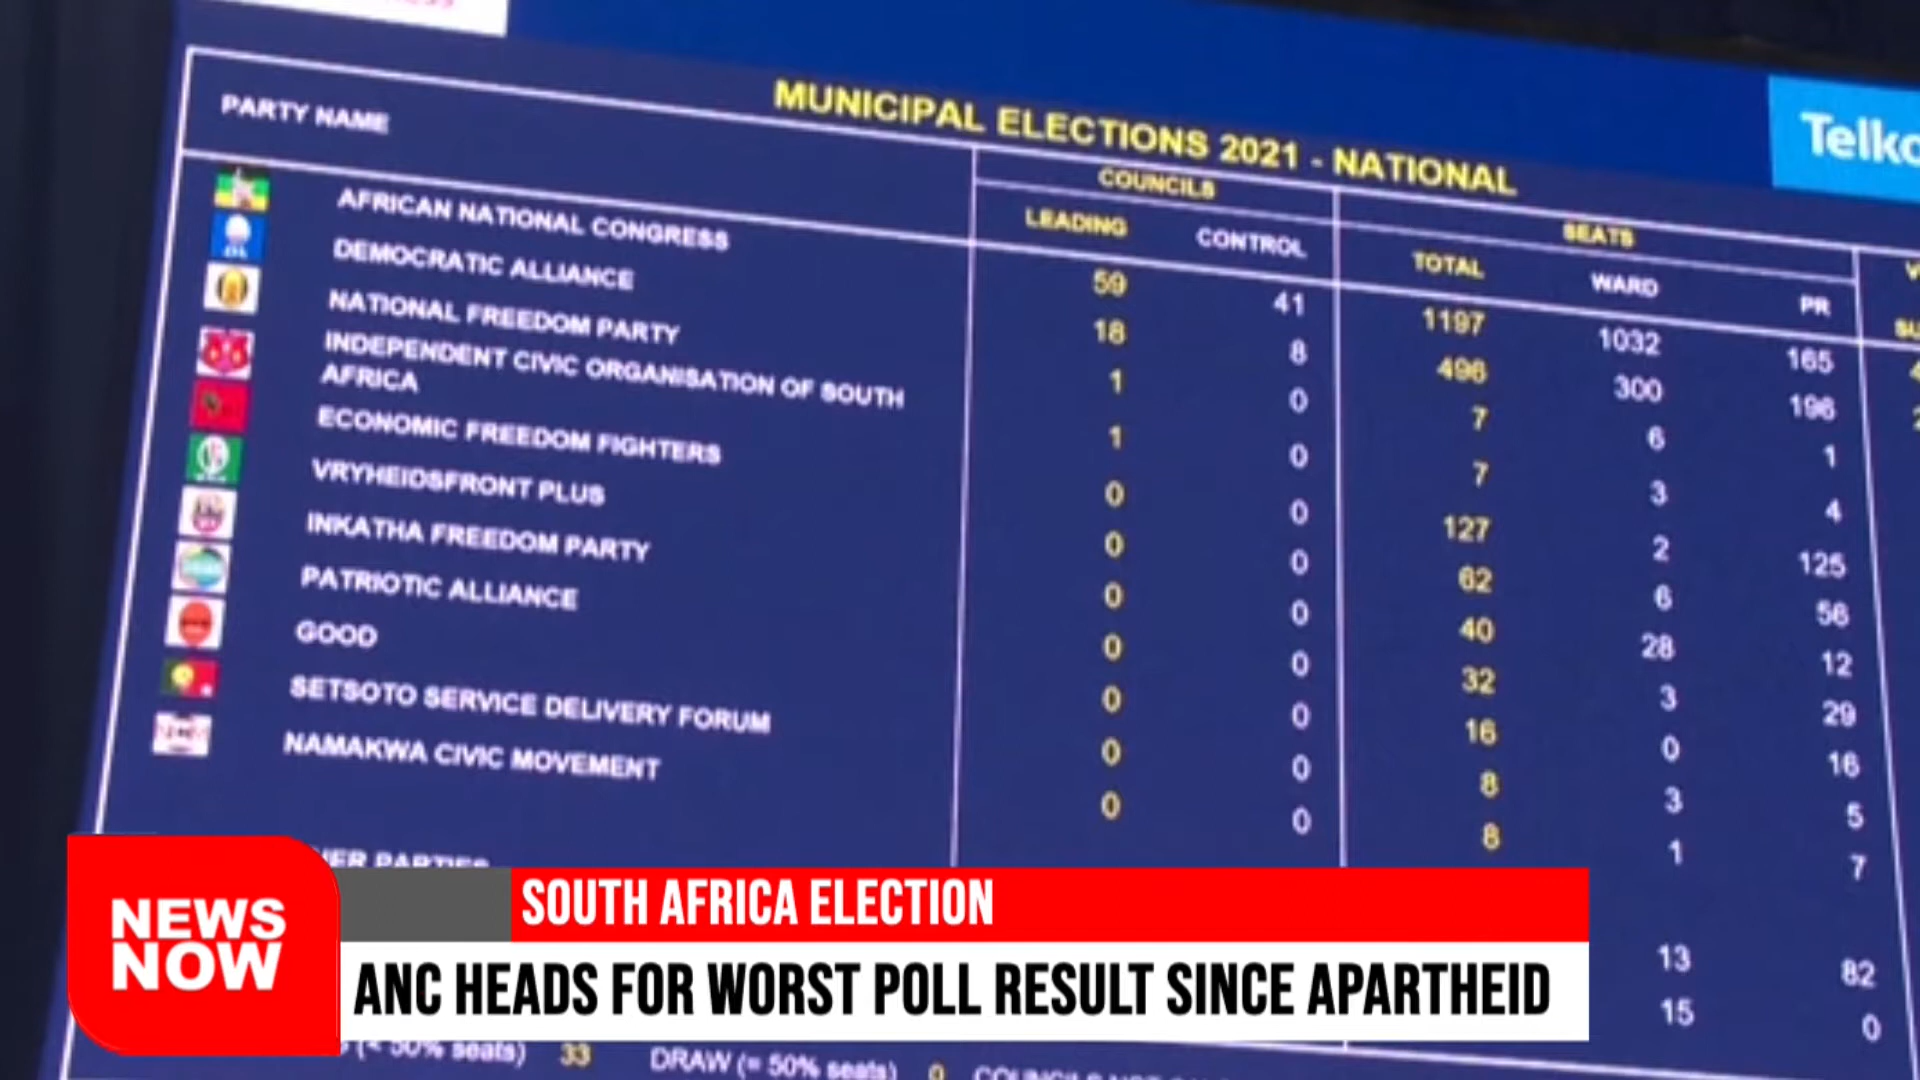 MUNICIPAL ELECTIONS 2021 - NATIONAL
Telko
PARTY NAME
COUNCILS
SEATS
LEADING CONTROL TOTAL WARD PR
AFRICAN NATIONAL CONGRESS 59 41 1197 1032 165
DEMOCRATIC ALLIANCE 18 8 496 300 196
NATIONAL FREEDOM PARTY 1 0 7 6 1
INDEPENDENT CIVIC ORGANISATION OF SOUTH
AFRICA 1 0 7 3 4
ECONOMIC FREEDOM FIGHTERS 0 0 127 2 125
VRYHEIDSFRONT PLUS 0 0 62 6 56
INKATHA FREEDOM PARTY 0 0 40 28 12
PATRIOTIC ALLIANCE 0 0 32 3 29
GOOD 0 0 16 0 16
SETSOTO SERVICE DELIVERY FORUM 0 0 8 3 5
NAMAKWA CIVIC MOVEMENT 0 0 8 1 7
PARTIES
13 82
15 0
SOUTH AFRICA ELECTION
NEWS
NOW
ANC HEADS FOR WORST POLL RESULT SINCE APARTHEID
(< 50% seats) 33 DRAW (= 50% seats) 0